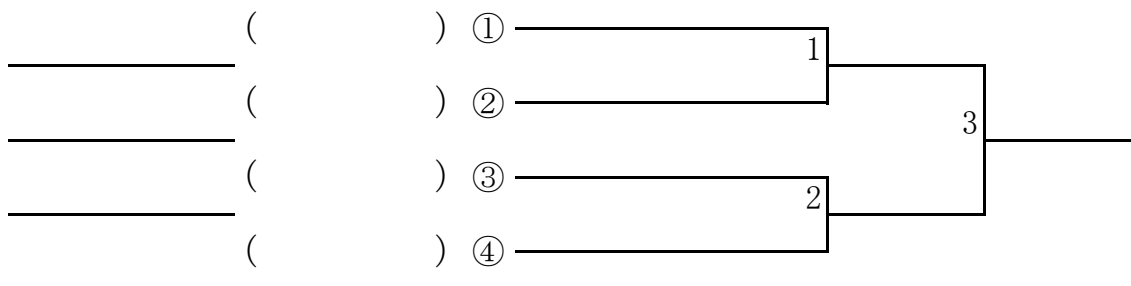 (　　　　) ①
1
(　　　　) ②
3
(　　　　) ③
2
(　　　　) ④